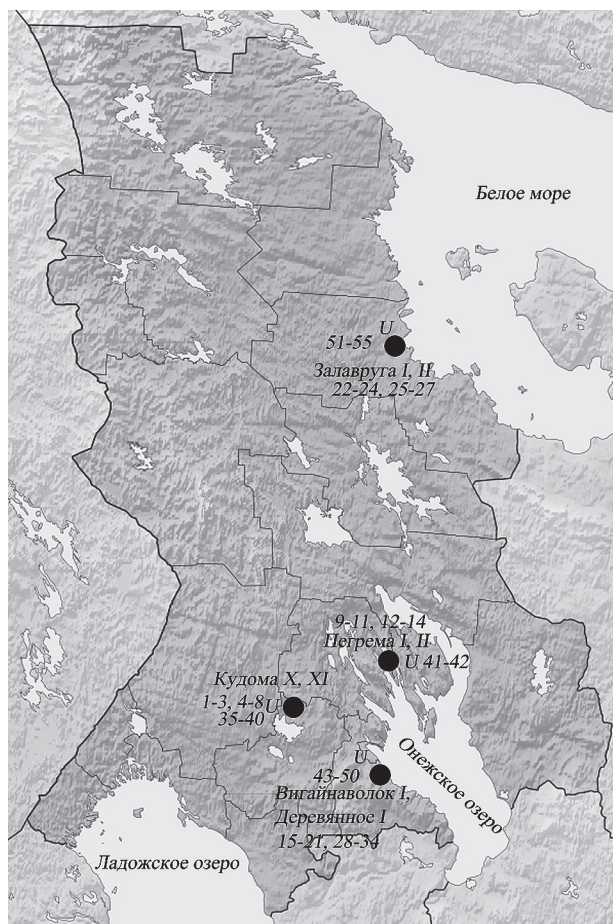 Белое море
U
51-55
Залавруга I, II
22-24, 25-27
9-11, 12-14
Пегрема I, II
U 41-42
Кудома X, XI
1-3, 4-8 U
35-40
U
43-50
Вигайнаволок I,
Деревянное I
15-21, 28-34
Онежское озеро
Ладожское озеро